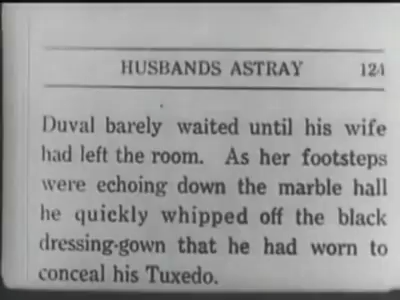 HUSBANDS ASTRAY 124
Duval barely waited until his wife
had left the room. As her footsteps
were echoing down the marble hall
he quickly whipped off the black
dressing-gown that he had worn to
conceal his Tuxedo.